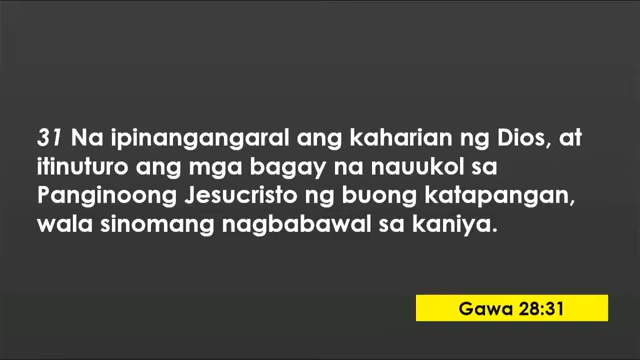 31 Na ipinangangaral ang kaharian ng Dios, at
itinuturo ang mga bagay na nauukol sa
Panginoong Jesucristo ng buong katapangan,
wala sinomang nagbabawal sa kaniya.
Gawa 28:31